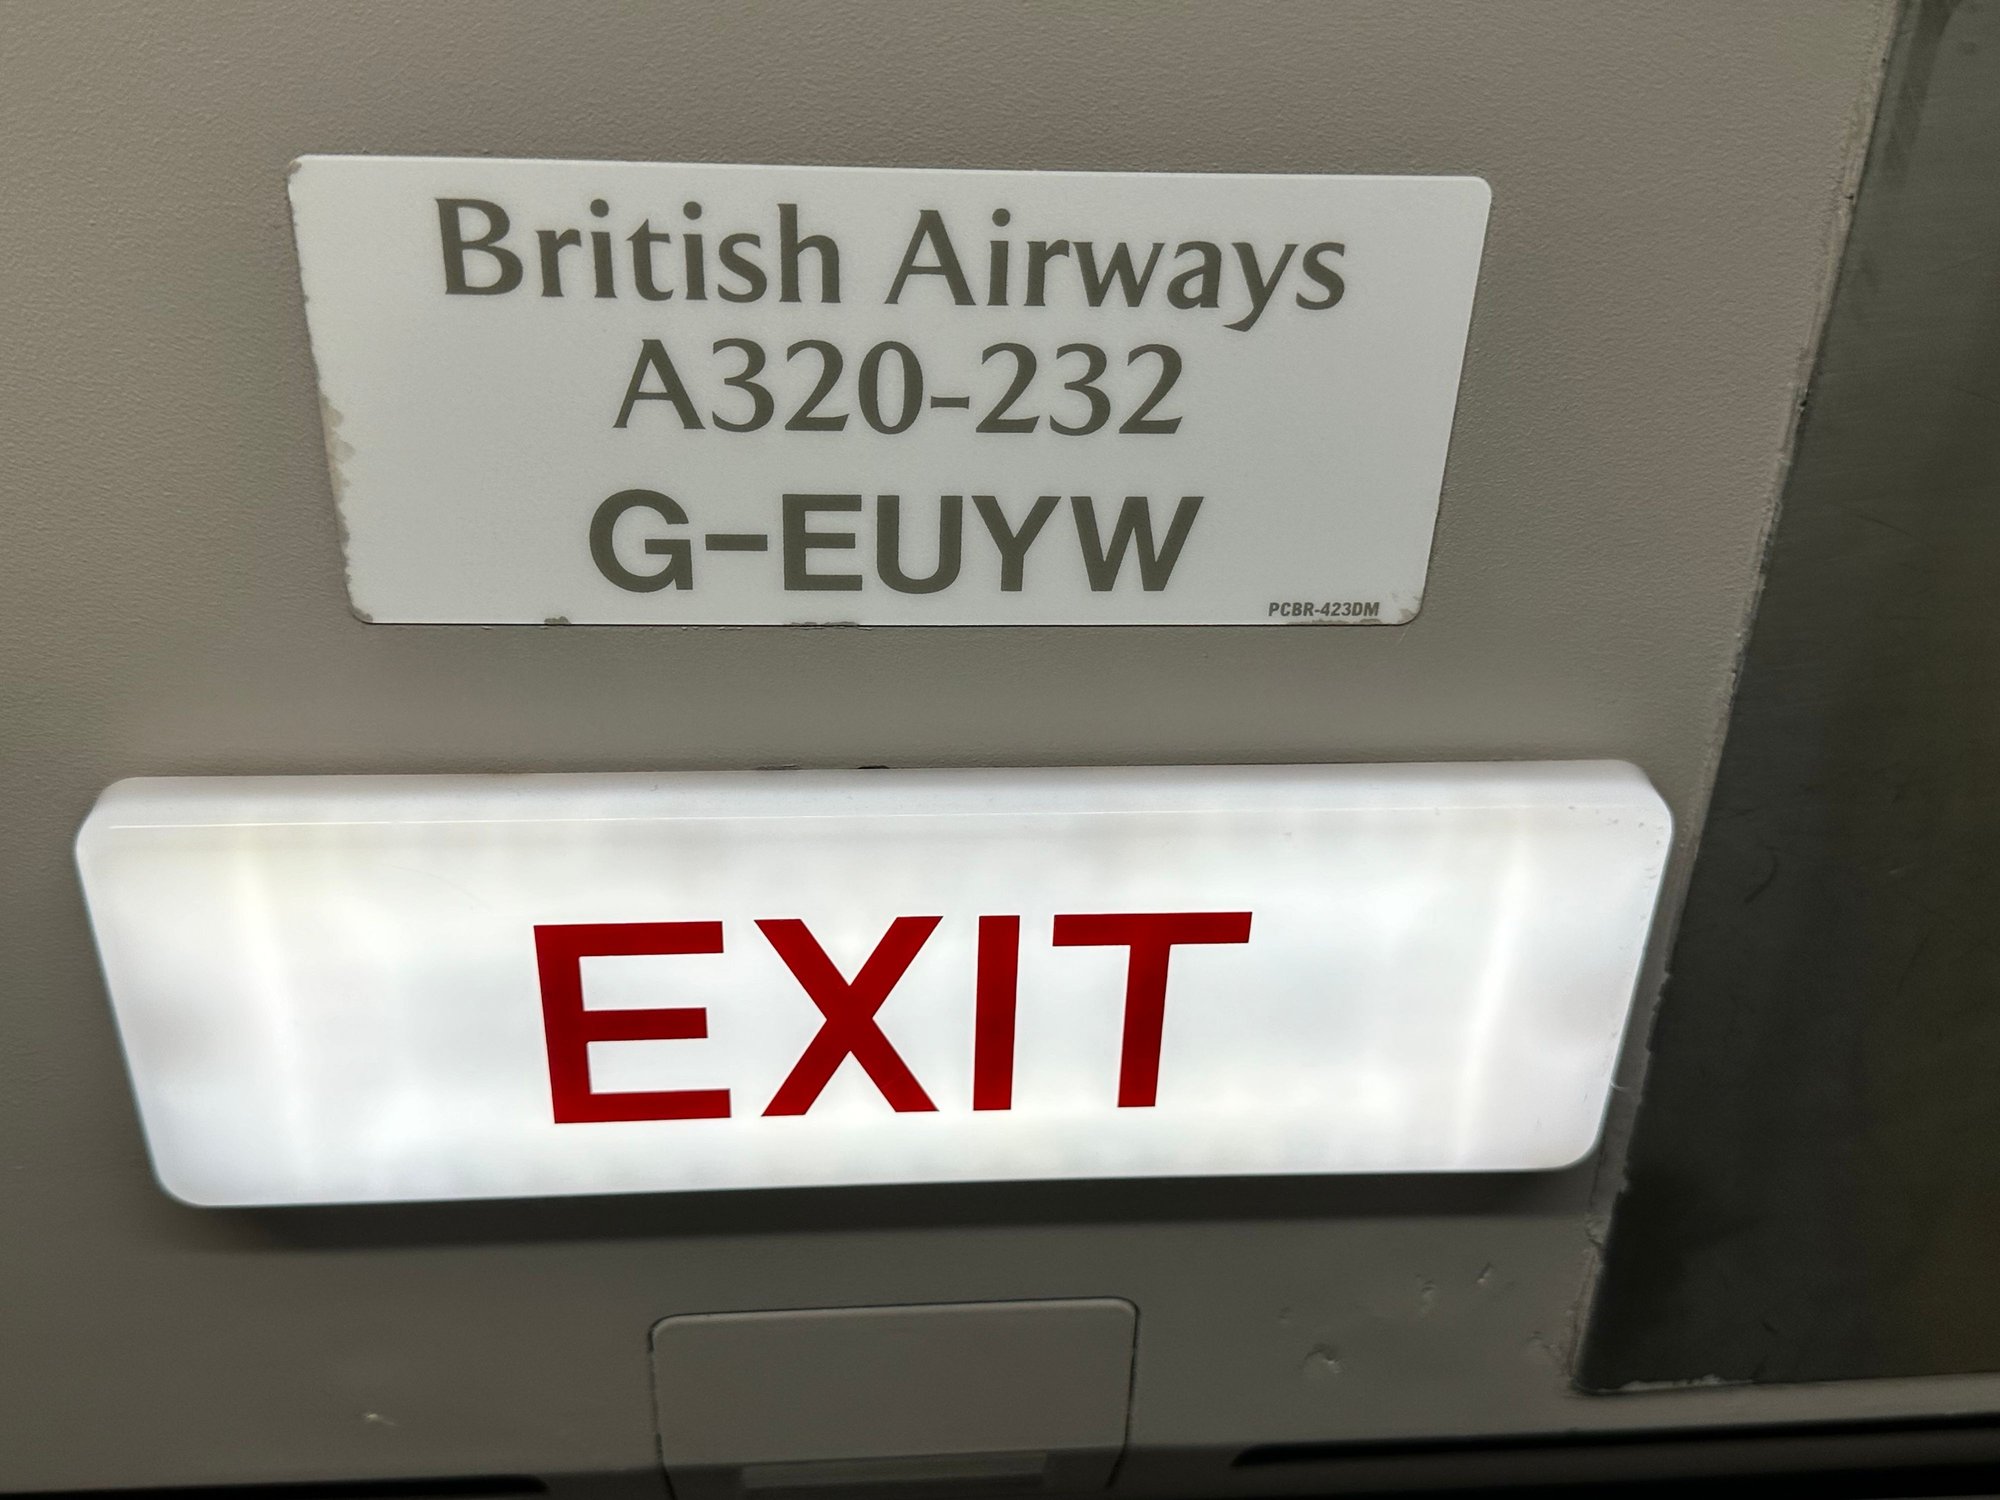 British Airways
A320-232
G-EUYW
PCBR-423DM
EXIT